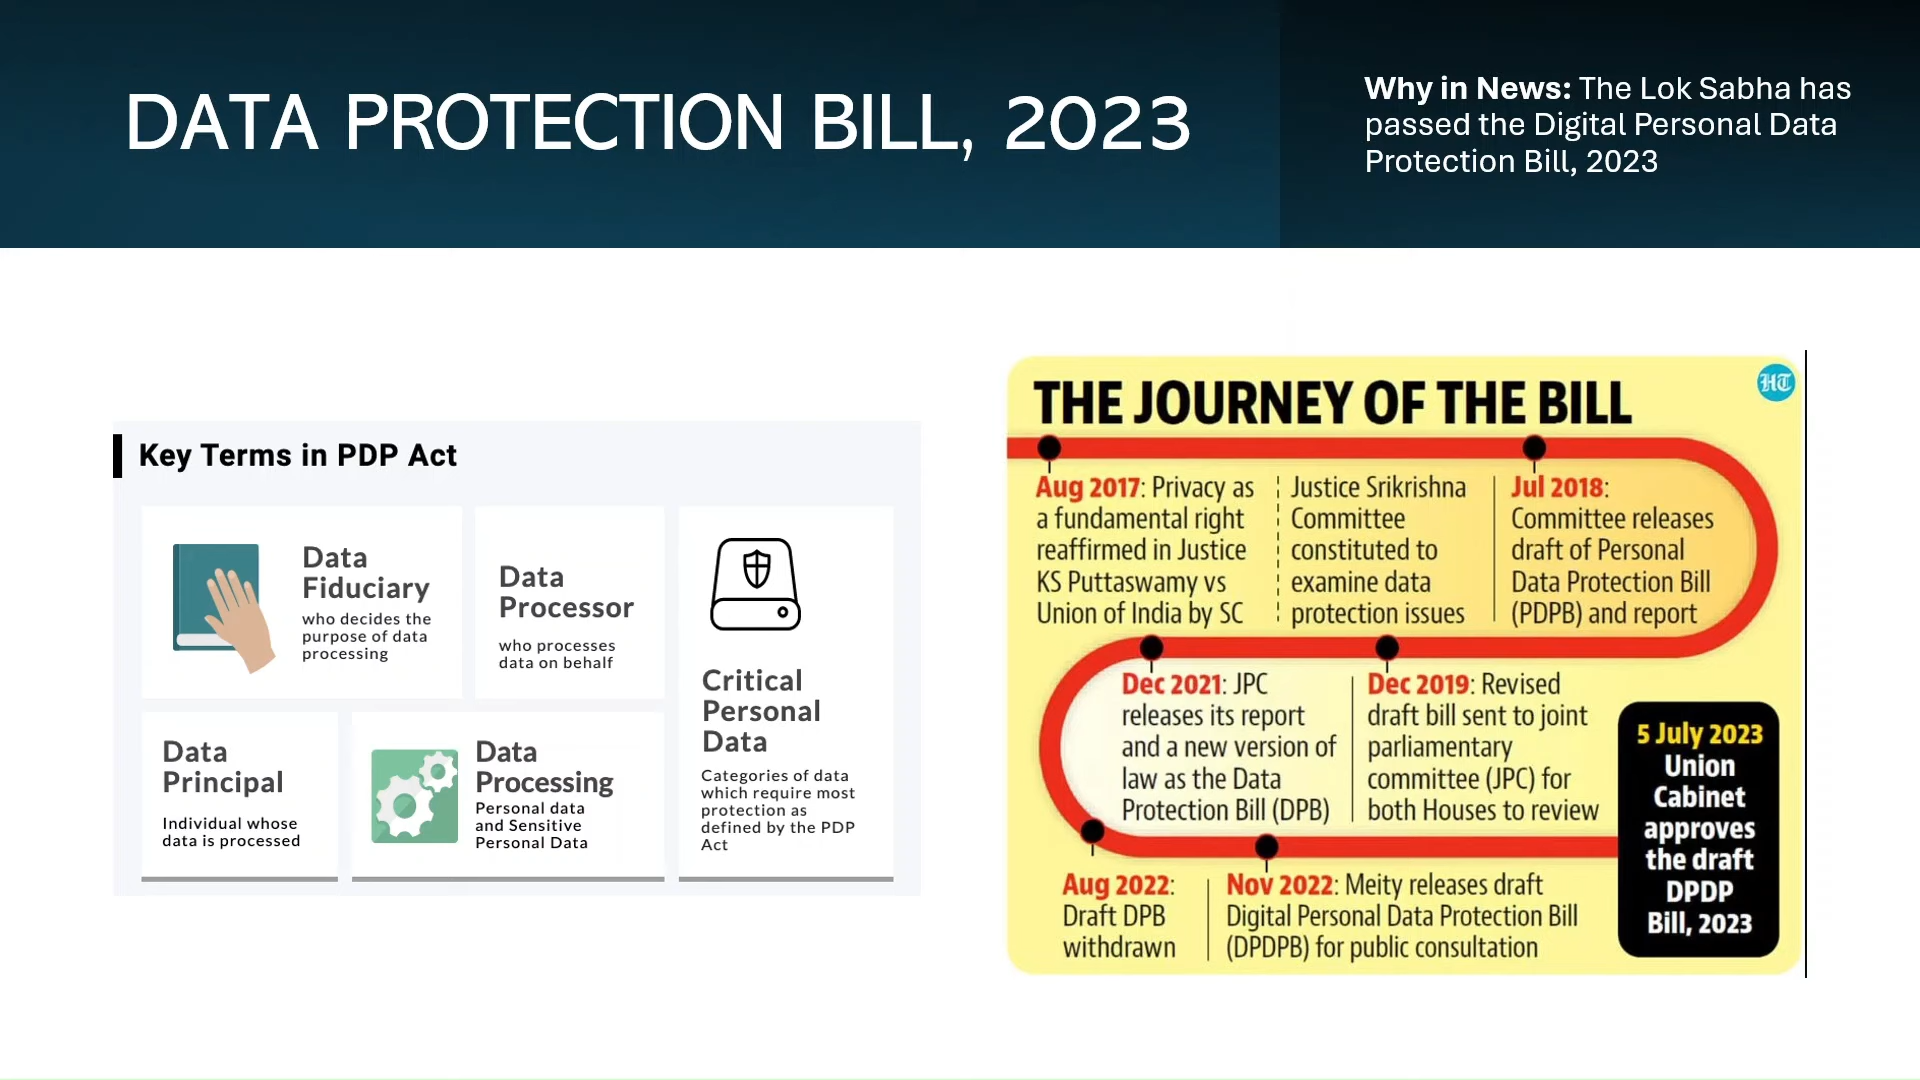 DATA PROTECTION BILL, 2023
Why in News: The Lok Sabha has
passed the Digital Personal Data
Protection Bill, 2023
Key Terms in PDP Act
Data
Fiduciary
who decides the
purpose of data
processing
Data
Processor
who processes
data on behalf
Critical
Personal
Data
Categories of data
which require most
protection as
defined by the PDP
Act
Data
Principal
Individual whose
data is processed
Data
Processing
Personal data
and Sensitive
Personal Data
THE JOURNEY OF THE BILL
HT
Aug 2017: Privacy as
a fundamental right
reaffirmed in Justice
KS Puttaswamy vs
Union of India by SC
Justice Srikrishna
Committee
constituted to
examine data
protection issues
Jul 2018:
Committee releases
draft of Personal
Data Protection Bill
(PDPB) and report
Dec 2021: JPC
releases its report
and a new version of
law as the Data
Protection Bill (DPB)
Dec 2019: Revised
draft bill sent to joint
parliamentary
committee (JPC) for
both Houses to review
Aug 2022:
Draft DPB
withdrawn
Nov 2022: Meity releases draft
Digital Personal Data Protection Bill
(DPDPB) for public consultation
5 July 2023
Union
Cabinet
approves
the draft
DPDP
Bill, 2023